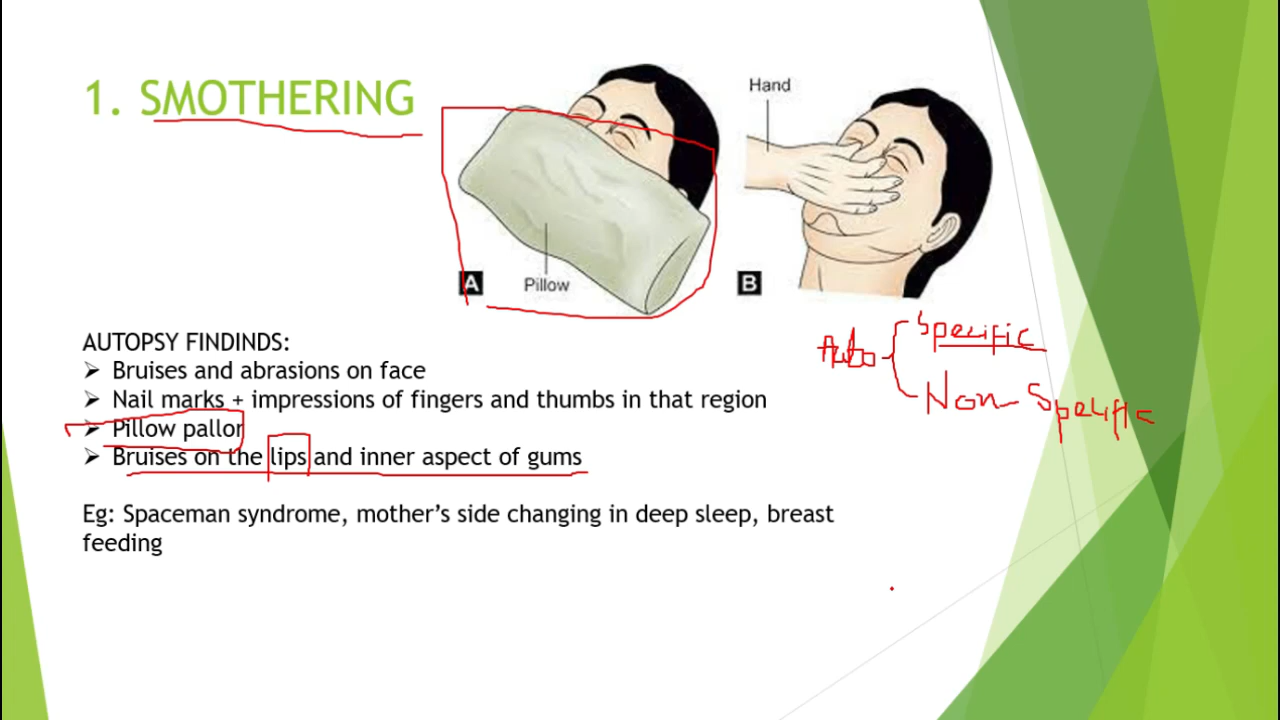 1. SMOTHERING
Hand
A
Pillow
B
AUTOPSY FINDINDS:
➤ Bruises and abrasions on face
➤ Nail marks + impressions of fingers and thumbs in that region
➤ Pillow pallor
➤ Bruises on the lips and inner aspect of gums
Eg: Spaceman syndrome, mother's side changing in deep sleep, breast
feeding
Specific
Non-Specific